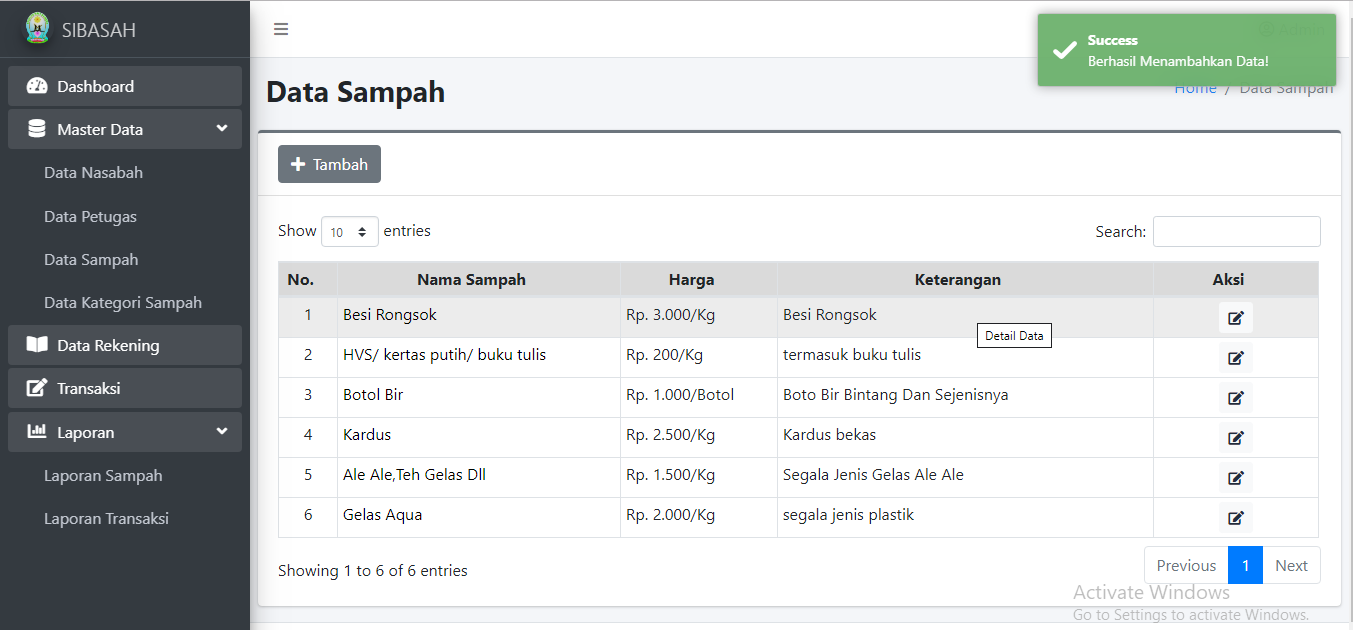 SIBASAH
Dashboard
Master Data
Data Nasabah
Data Petugas
Data Sampah
Data Kategori Sampah
Data Rekening
Transaksi
Laporan
Laporan Sampah
Laporan Transaksi
Success
Berhasil Menambahkan Data!
Data Sampah
Home / Data Sampah
Tambah
Show 10 entries
Search:
No. Nama Sampah Harga Keterangan Aksi
1 Besi Rongsok Rp. 3.000/Kg Besi Rongsok
Detail Data
2 HVS/ kertas putih/ buku tulis Rp. 200/Kg termasuk buku tulis
3 Botol Bir Rp. 1.000/Botol Boto Bir Bintang Dan Sejenisnya
4 Kardus Rp. 2.500/Kg Kardus bekas
5 Ale Ale,Teh Gelas Dll Rp. 1.500/Kg Segala Jenis Gelas Ale Ale
6 Gelas Aqua Rp. 2.000/Kg segala jenis plastik
Showing 1 to 6 of 6 entries
Previous 1 Next
Activate Windows
Go to Settings to activate Windows.